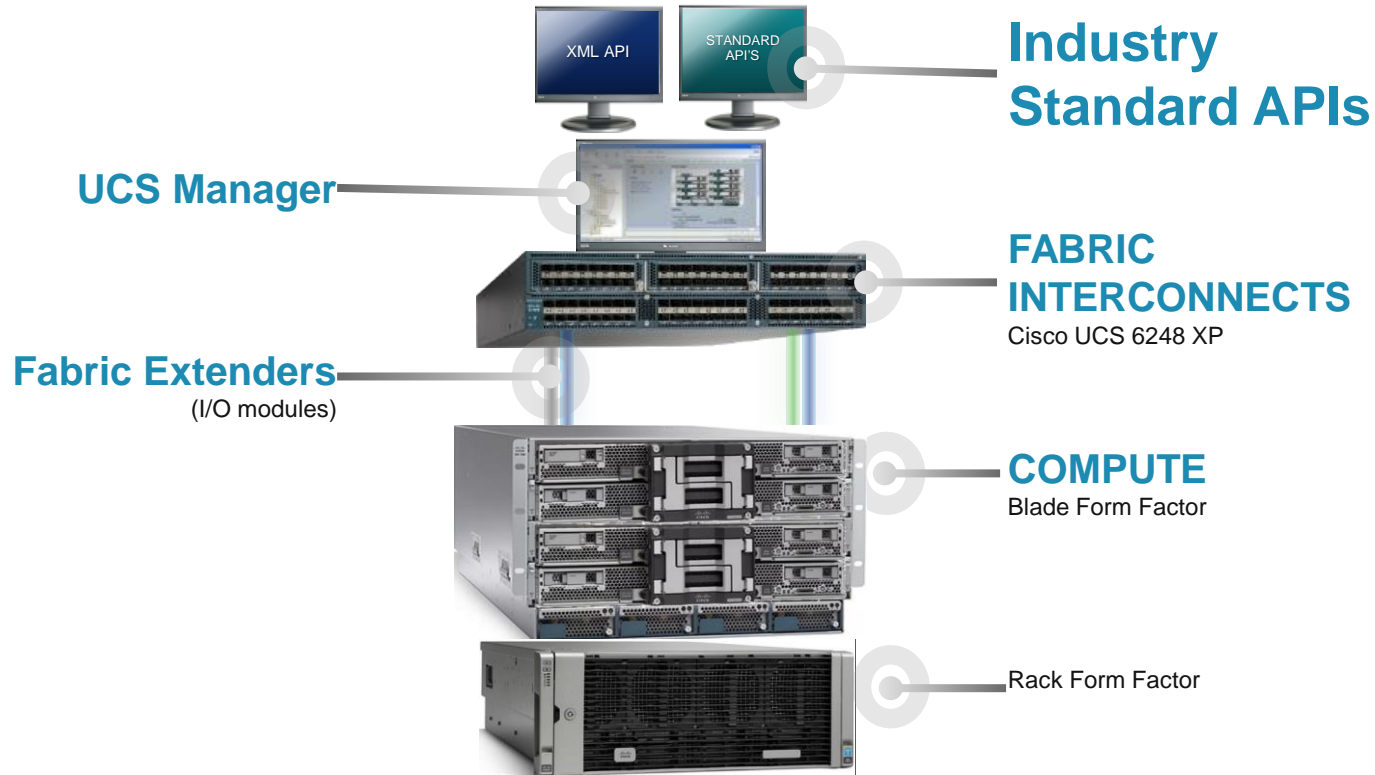 XML API
STANDARD
API'S
Industry
Standard APIs
UCS Manager
FABRIC
INTERCONNECTS
Cisco UCS 6248 XP
Fabric Extenders
(I/O modules)
COMPUTE
Blade Form Factor
Rack Form Factor